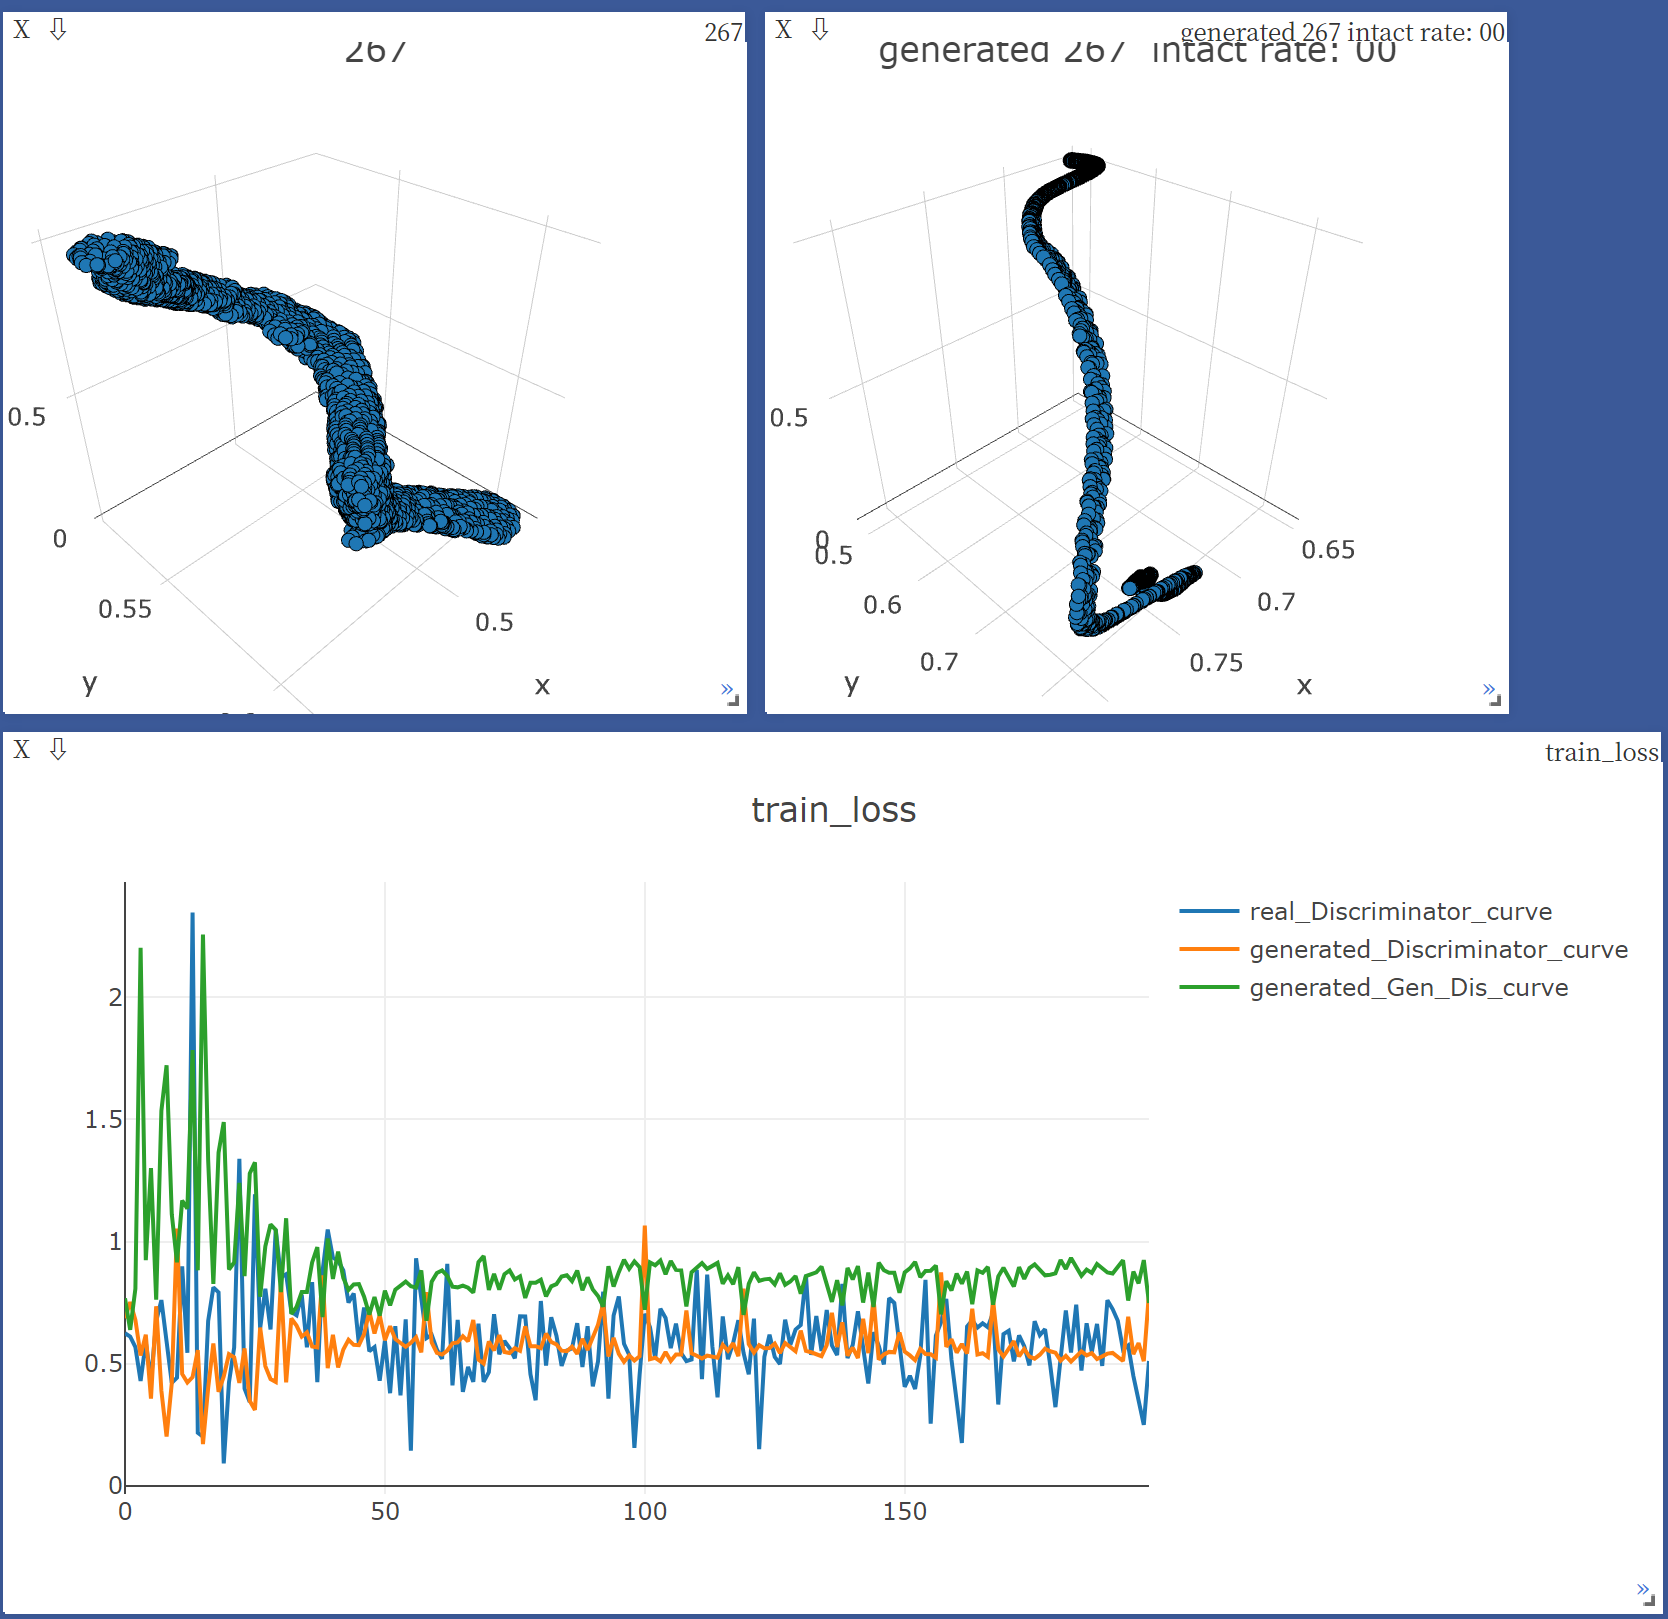 X ⇩ 267
267
0.5
0
0.55
0.5
y
x
»
X ⇩ generated 267 intact rate: 00
generated 267 intact rate: 00
0.5
0
0.5
0.6
0.7
0.65
0.7
0.75
y
x
»
X ⇩ train_loss
train_loss
real_Discriminator_curve
generated_Discriminator_curve
generated_Gen_Dis_curve
2
1.5
1
0.5
0
0
50
100
150
»